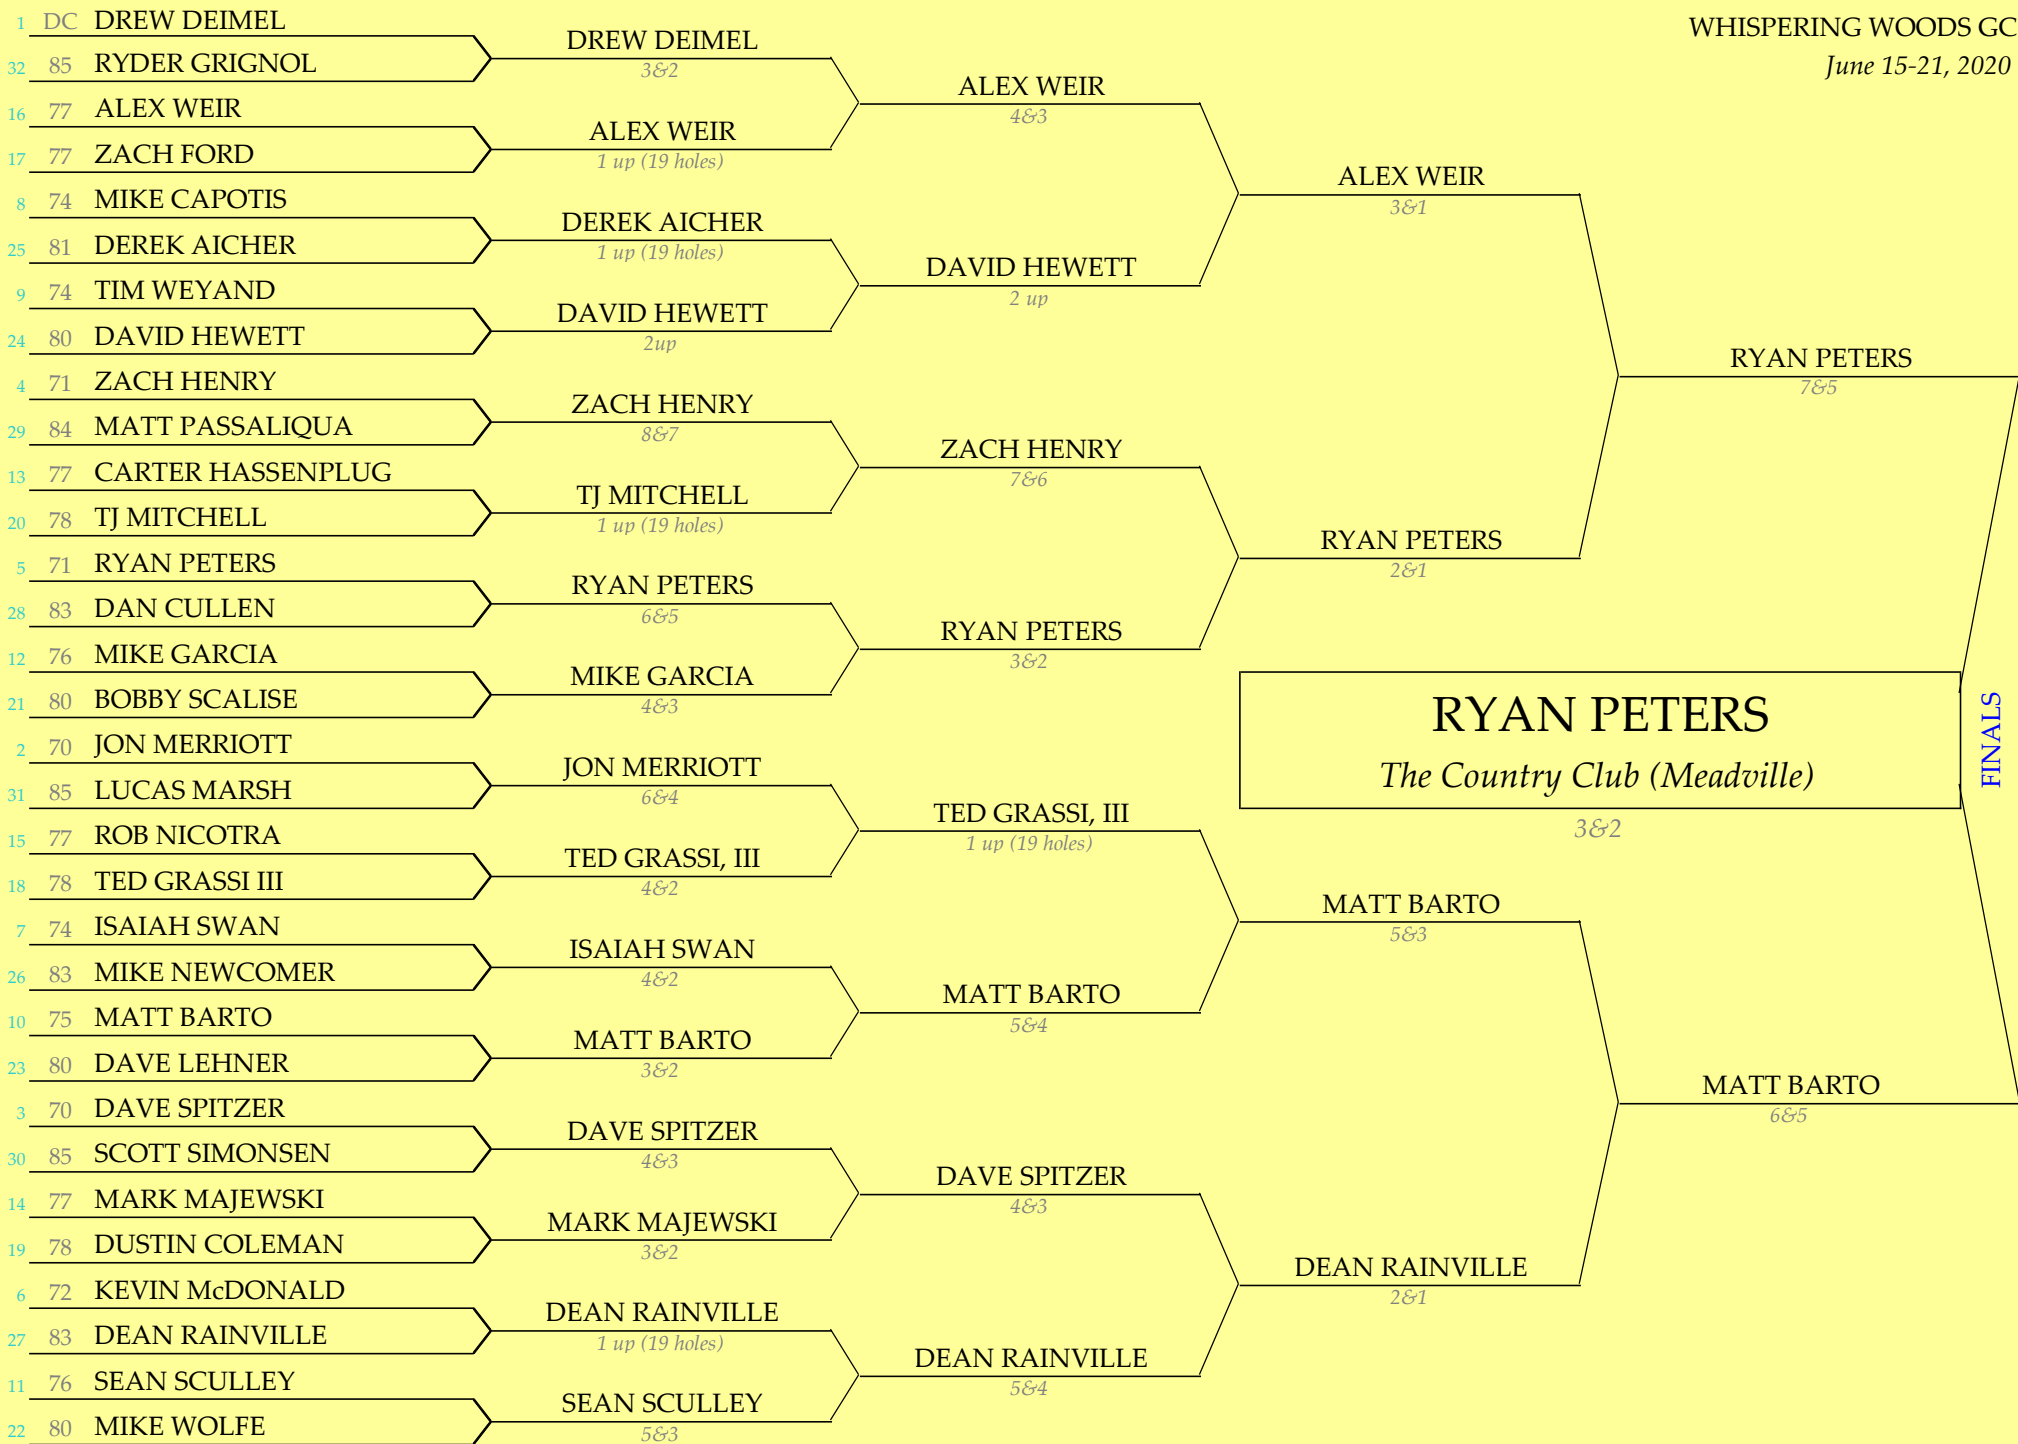 WHISPERING WOODS GC
June 15-21, 2020
1 DC DREW DEIMEL
32 85 RYDER GRIGNOL
16 77 ALEX WEIR
17 77 ZACH FORD
8 74 MIKE CAPOTIS
25 81 DEREK AICHER
9 74 TIM WEYAND
24 80 DAVID HEWETT
4 71 ZACH HENRY
29 84 MATT PASSALIQUA
13 77 CARTER HASSENPLUG
20 78 TJ MITCHELL
5 71 RYAN PETERS
28 83 DAN CULLEN
12 76 MIKE GARCIA
21 80 BOBBY SCALISE
2 70 JON MERRIOTT
31 85 LUCAS MARSH
15 77 ROB NICOTRA
18 78 TED GRASSI III
7 74 ISAIAH SWAN
26 83 MIKE NEWCOMER
10 75 MATT BARTO
23 80 DAVE LEHNER
3 70 DAVE SPITZER
30 85 SCOTT SIMONSEN
14 77 MARK MAJEWSKI
19 78 DUSTIN COLEMAN
6 72 KEVIN McDONALD
27 83 DEAN RAINVILLE
11 76 SEAN SCULLEY
22 80 MIKE WOLFE
DREW DEIMEL
3&2
ALEX WEIR
1 up (19 holes)
DEREK AICHER
1 up (19 holes)
DAVID HEWETT
2up
ZACH HENRY
8&7
TJ MITCHELL
1 up (19 holes)
RYAN PETERS
6&5
MIKE GARCIA
4&3
JON MERRIOTT
6&4
TED GRASSI, III
4&2
ISAIAH SWAN
4&2
MATT BARTO
3&2
DAVE SPITZER
4&3
MARK MAJEWSKI
3&2
DEAN RAINVILLE
1 up (19 holes)
SEAN SCULLEY
5&3
ALEX WEIR
4&3
DAVID HEWETT
2 up
ZACH HENRY
7&6
RYAN PETERS
3&2
TED GRASSI, III
1 up (19 holes)
MATT BARTO
5&4
DAVE SPITZER
4&3
DEAN RAINVILLE
5&4
ALEX WEIR
3&1
RYAN PETERS
2&1
MATT BARTO
5&3
DEAN RAINVILLE
2&1
RYAN PETERS
7&5
MATT BARTO
6&5
RYAN PETERS
The Country Club (Meadville)
3&2
FINALS